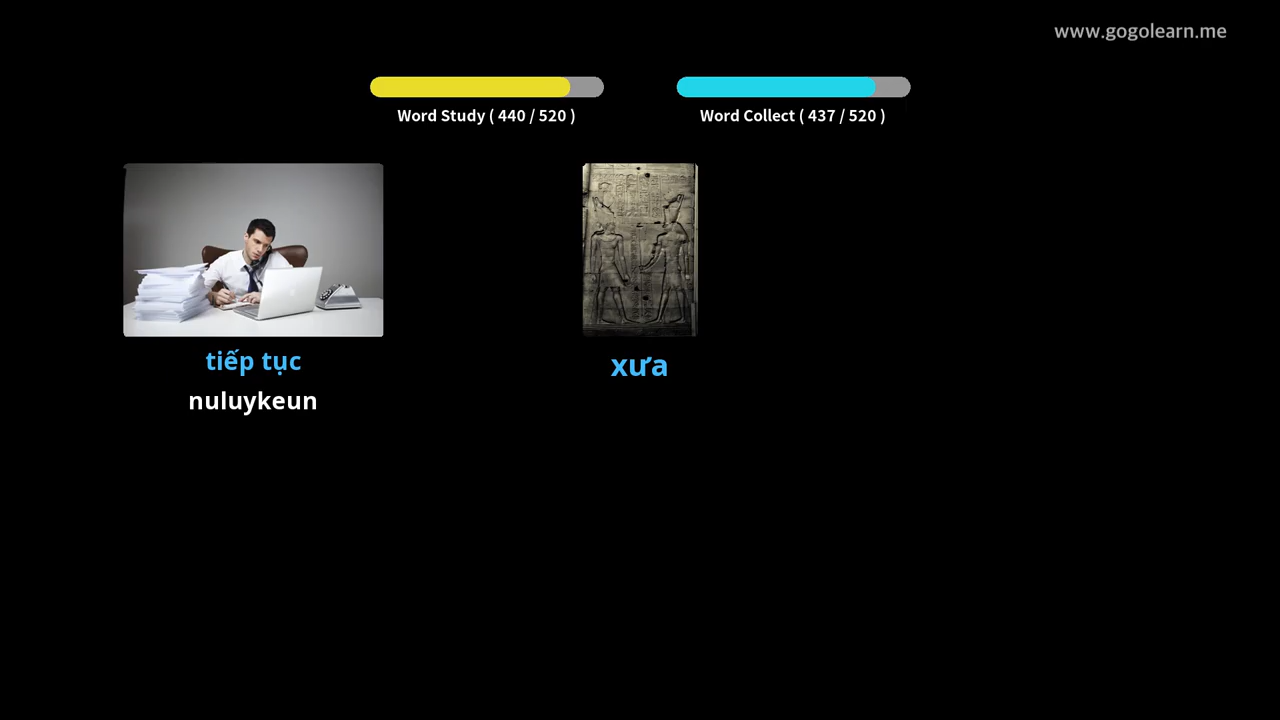 www.gogolearn.me
Word Study ( 440 / 520 )
Word Collect ( 437 / 520 )
tiếp tục
nuluykeun
xưa